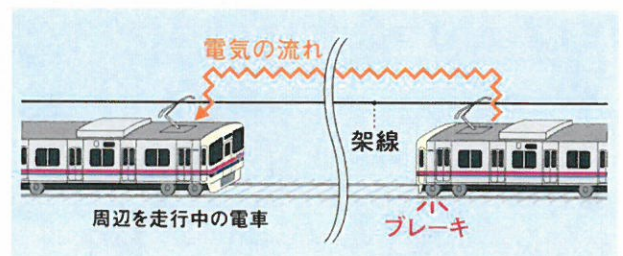 電気の流れ
架線
周辺を走行中の電車
ブレーキ